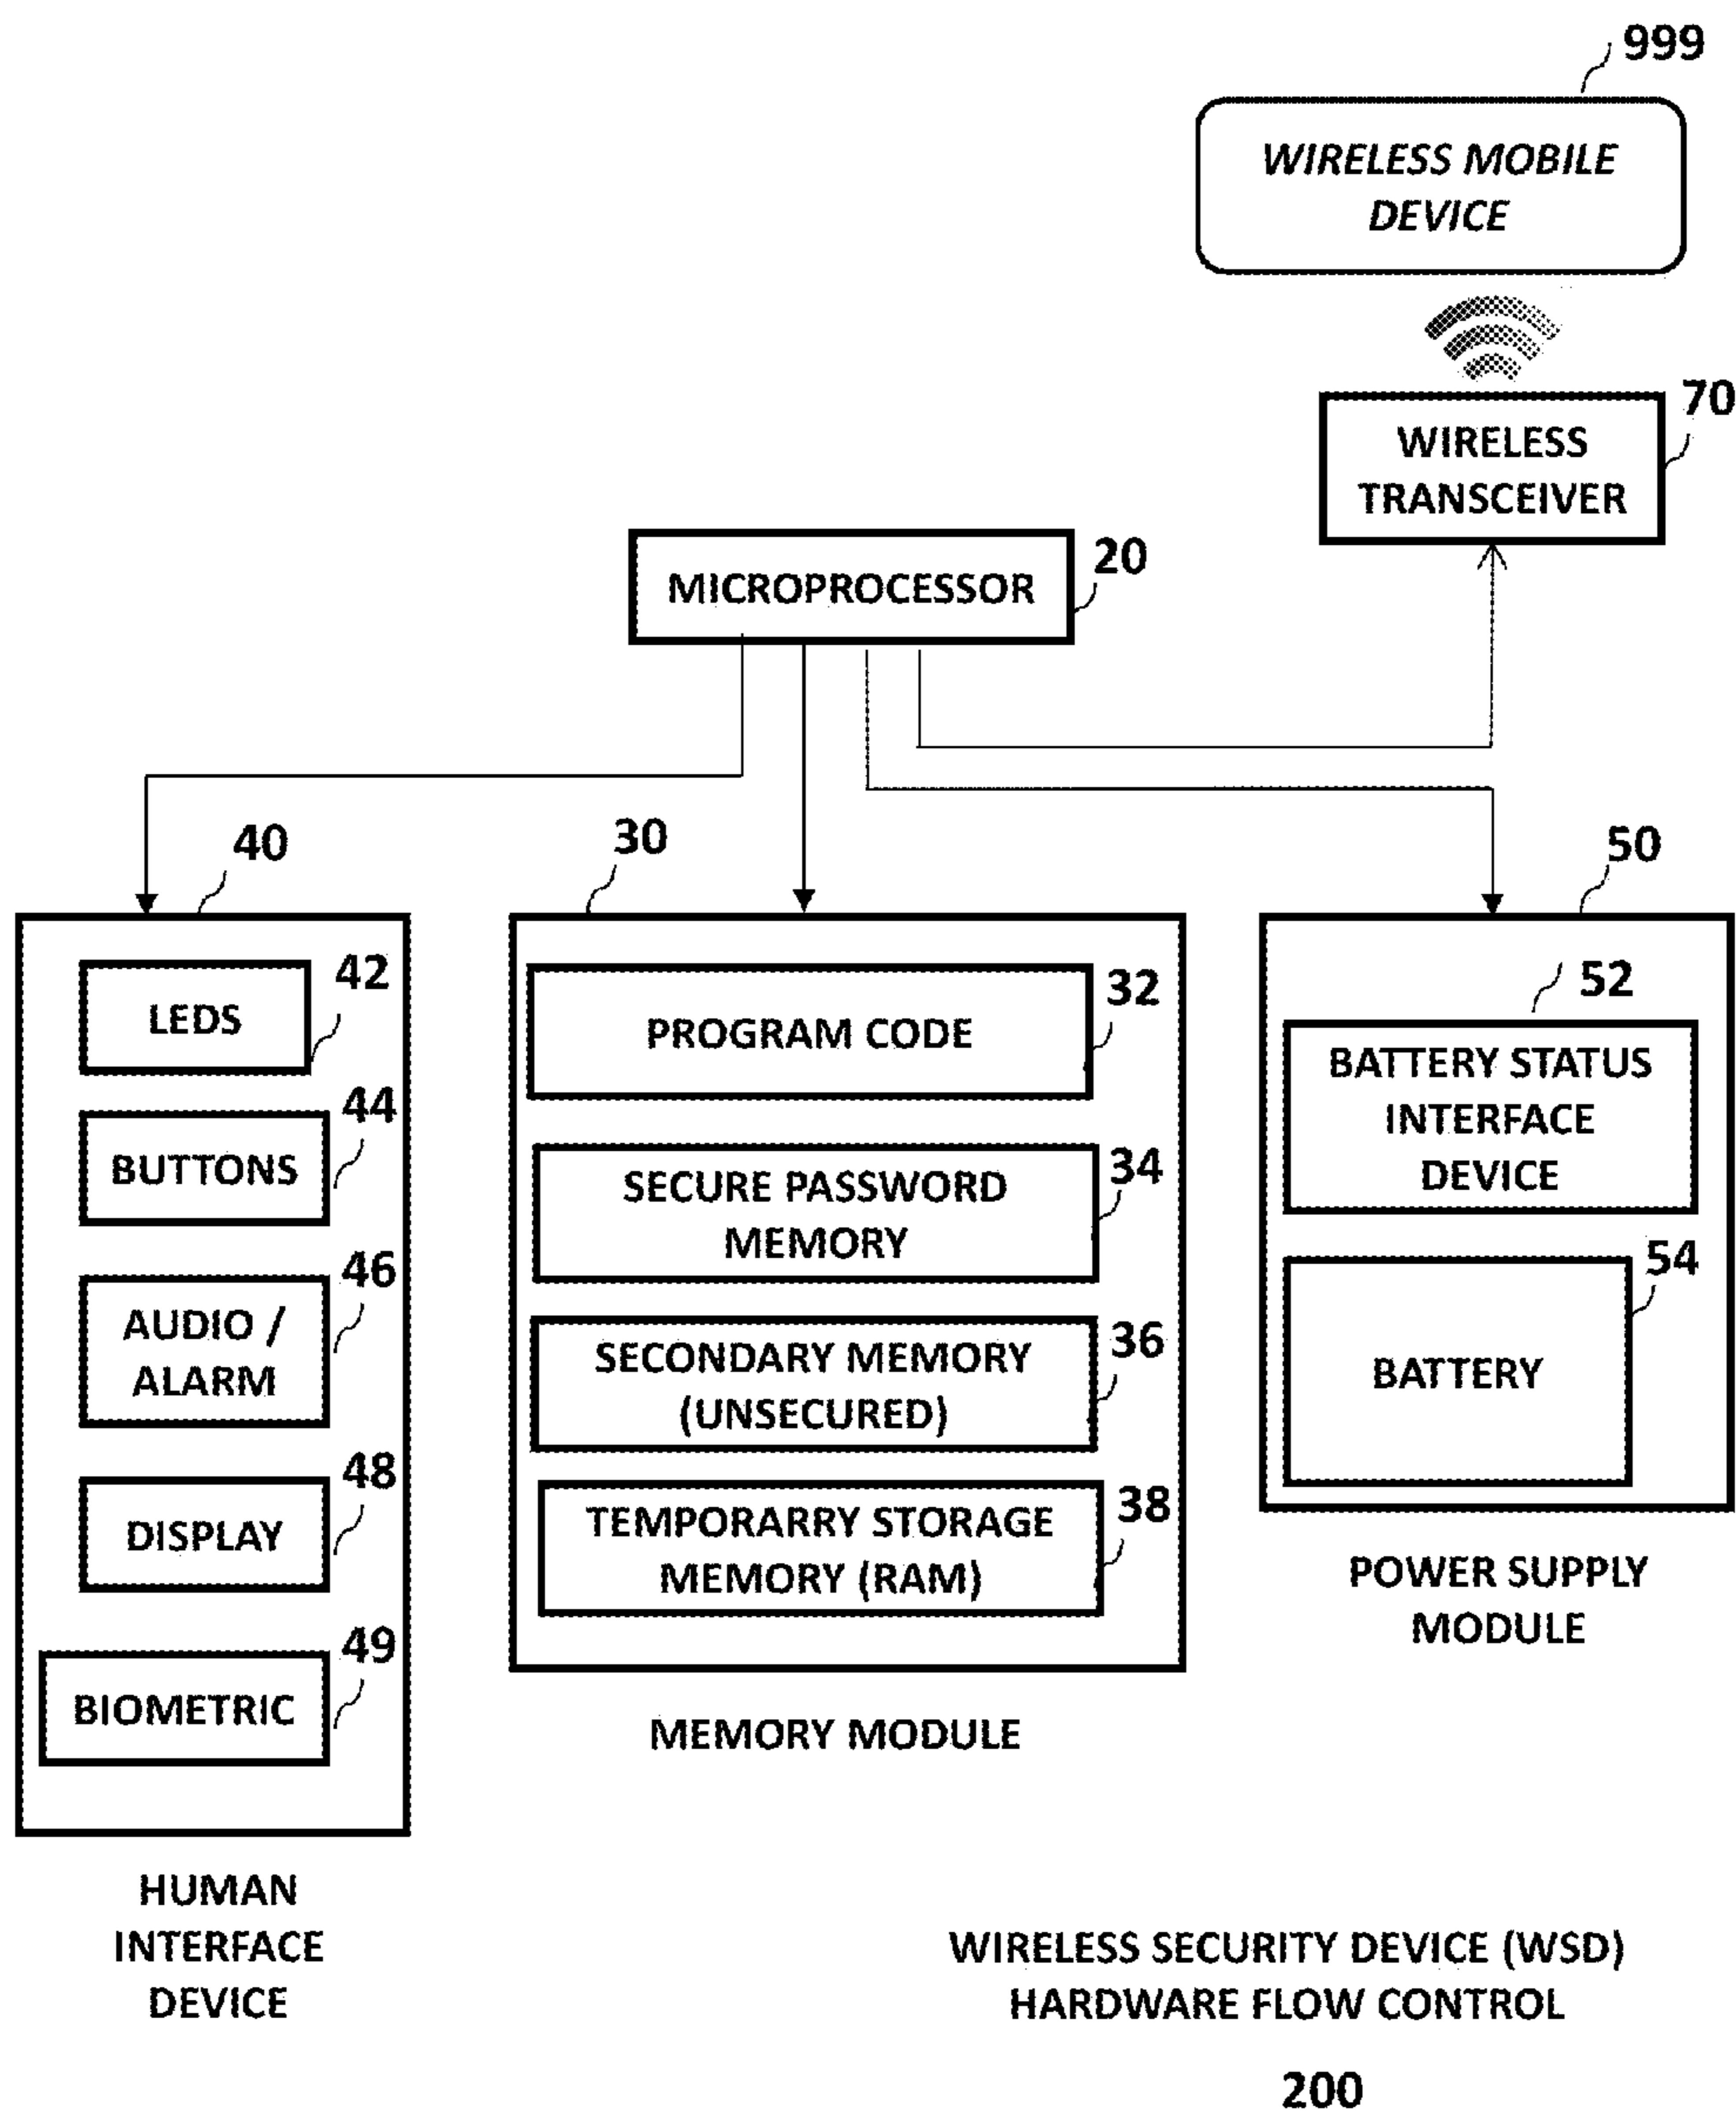 999
WIRELESS MOBILE
DEVICE
70
WIRELESS
TRANSCEIVER
20
MICROPROCESSOR
40
42
LEDS
44
BUTTONS
46
AUDIO /
ALARM
48
DISPLAY
49
BIOMETRIC
HUMAN
INTERFACE
DEVICE
30
32
PROGRAM CODE
34
SECURE PASSWORD
MEMORY
36
SECONDARY MEMORY
(UNSECURED)
38
TEMPORARRY STORAGE
MEMORY (RAM)
MEMORY MODULE
50
52
BATTERY STATUS
INTERFACE
DEVICE
54
BATTERY
POWER SUPPLY
MODULE
WIRELESS SECURITY DEVICE (WSD)
HARDWARE FLOW CONTROL
200